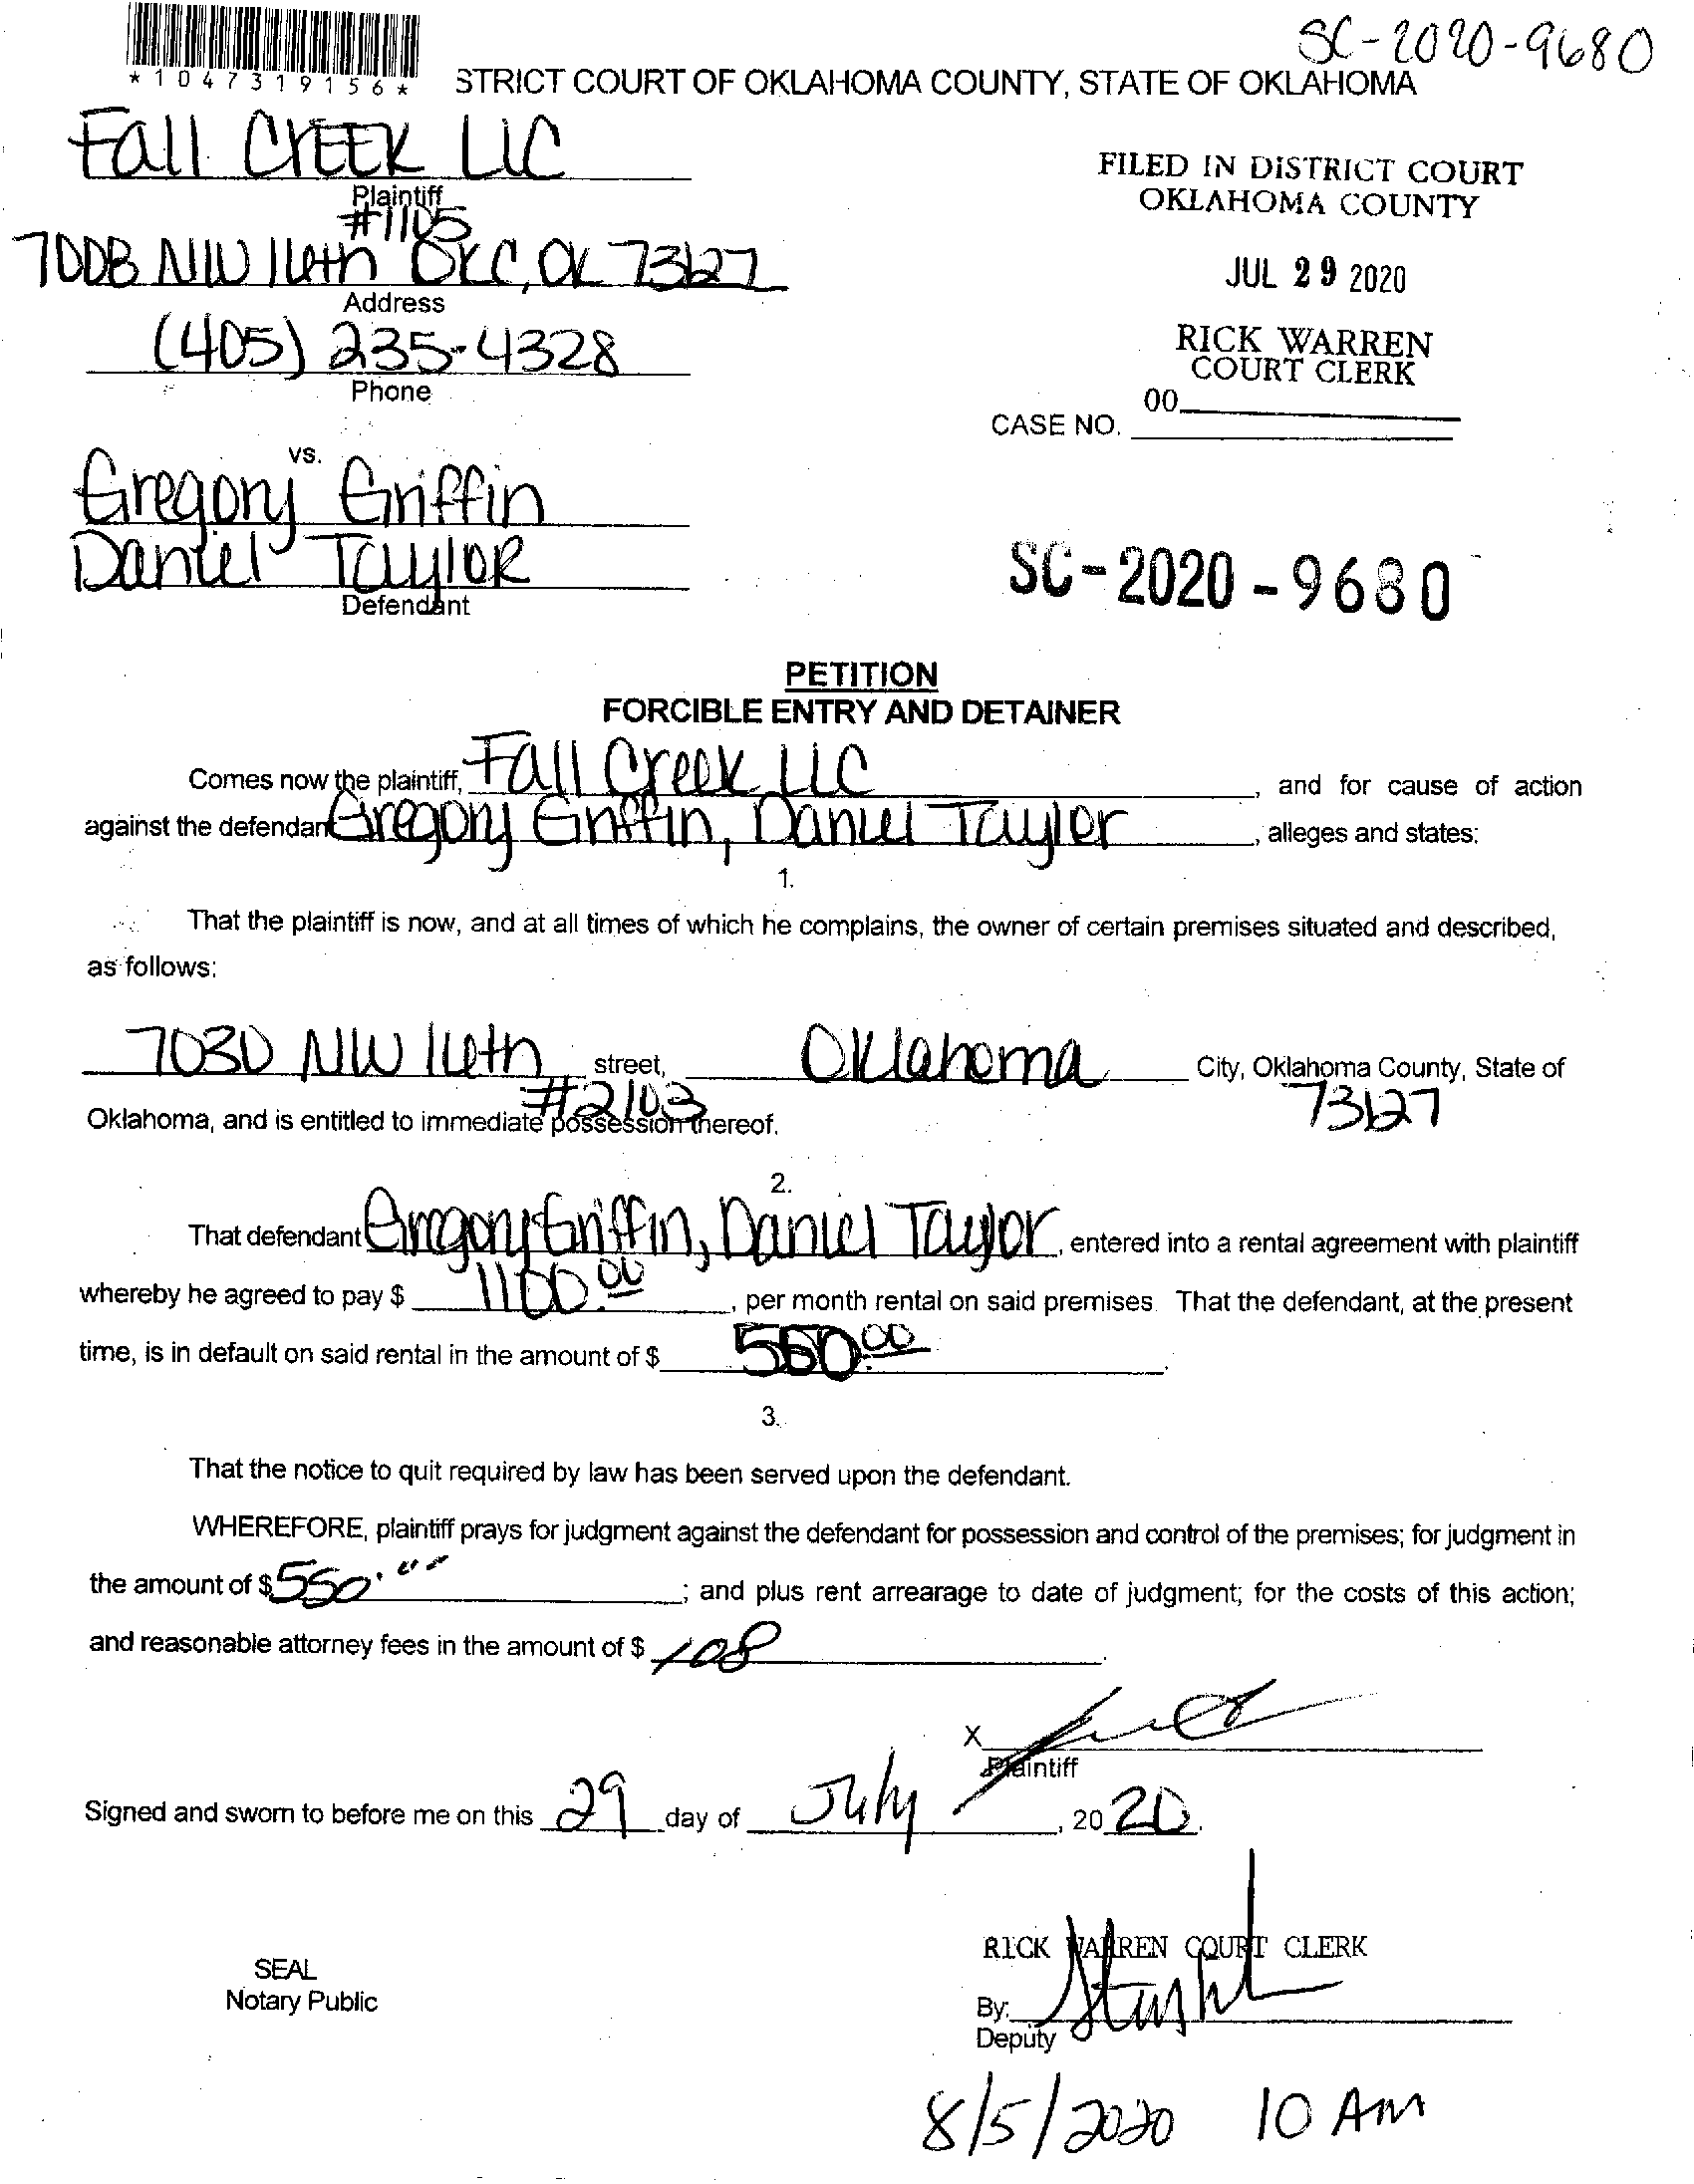 SC-2020-9680
*1047319156*
STRICT COURT OF OKLAHOMA COUNTY, STATE OF OKLAHOMA
Fall Creek LLC
Plaintiff
#1105
7008 NW 16th OKC, OK 73127
Address
(405) 235-4328
Phone
FILED IN DISTRICT COURT
OKLAHOMA COUNTY
JUL 29 2020
RICK WARREN
COURT CLERK
00
CASE NO.
vs.
Gregory Griffin
Daniel Taylor
Defendant
SC-2020-9680
PETITION
FORCIBLE ENTRY AND DETAINER
Comes now the plaintiff, Fall Creek LLC, and for cause of action
against the defendant Gregory Griffin, Daniel Taylor, alleges and states:
1.
That the plaintiff is now, and at all times of which he complains, the owner of certain premises situated and described,
as follows:
7030 NW 16th street, Oklahoma City, Oklahoma County, State of
#2103 73127
Oklahoma, and is entitled to immediate possession thereof.
2.
That defendant Gregory Griffin, Daniel Taylor, entered into a rental agreement with plaintiff
whereby he agreed to pay $ 1100.00, per month rental on said premises. That the defendant, at the present
time, is in default on said rental in the amount of $ 550.00.
3.
That the notice to quit required by law has been served upon the defendant.
WHEREFORE, plaintiff prays for judgment against the defendant for possession and control of the premises; for judgment in
the amount of $ 550.00; and plus rent arrearage to date of judgment; for the costs of this action;
and reasonable attorney fees in the amount of $ 108.
X
Plaintiff
Signed and sworn to before me on this 29 day of July, 2020.
RICK WARREN COURT CLERK
SEAL
Notary Public
By:
Deputy
8/5/2020 10 AM